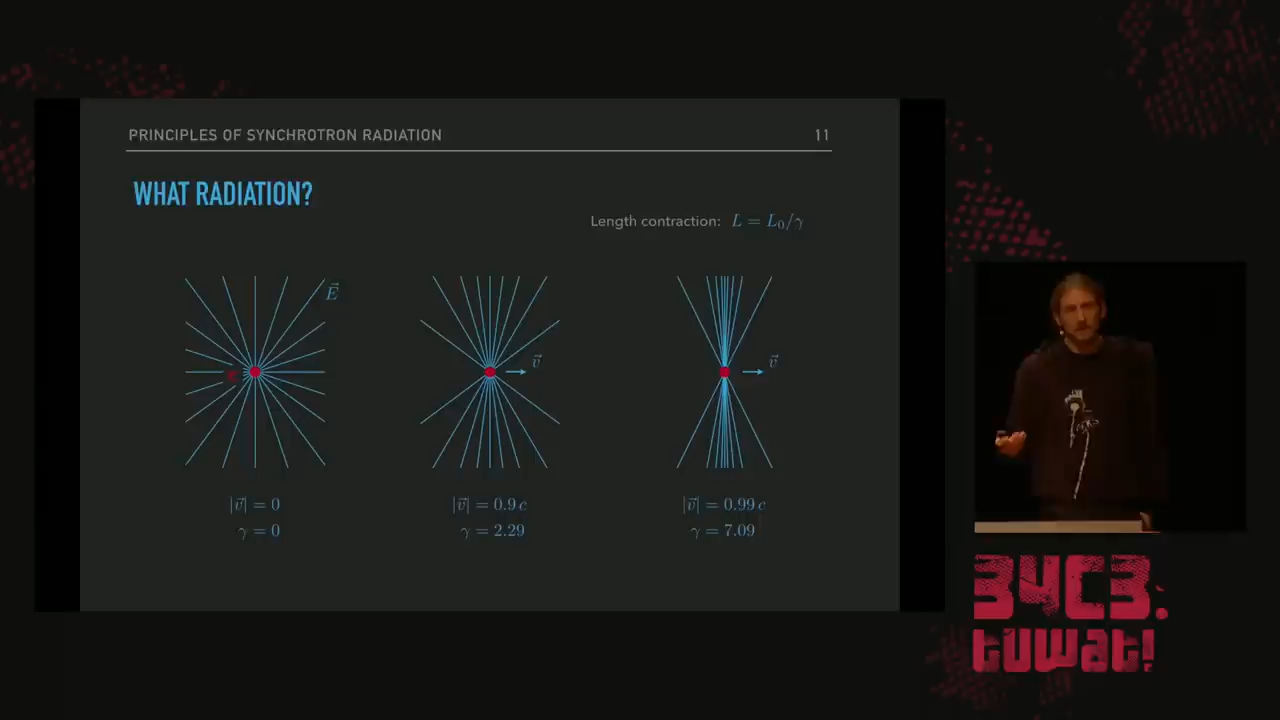 PRINCIPLES OF SYNCHROTRON RADIATION 11
WHAT RADIATION?
Length contraction: L = L₀/γ
E⃗
v⃗
v⃗
|v⃗| = 0
γ = 0
|v⃗| = 0.9 c
γ = 2.29
|v⃗| = 0.99 c
γ = 7.09
34C3.
tuwat!